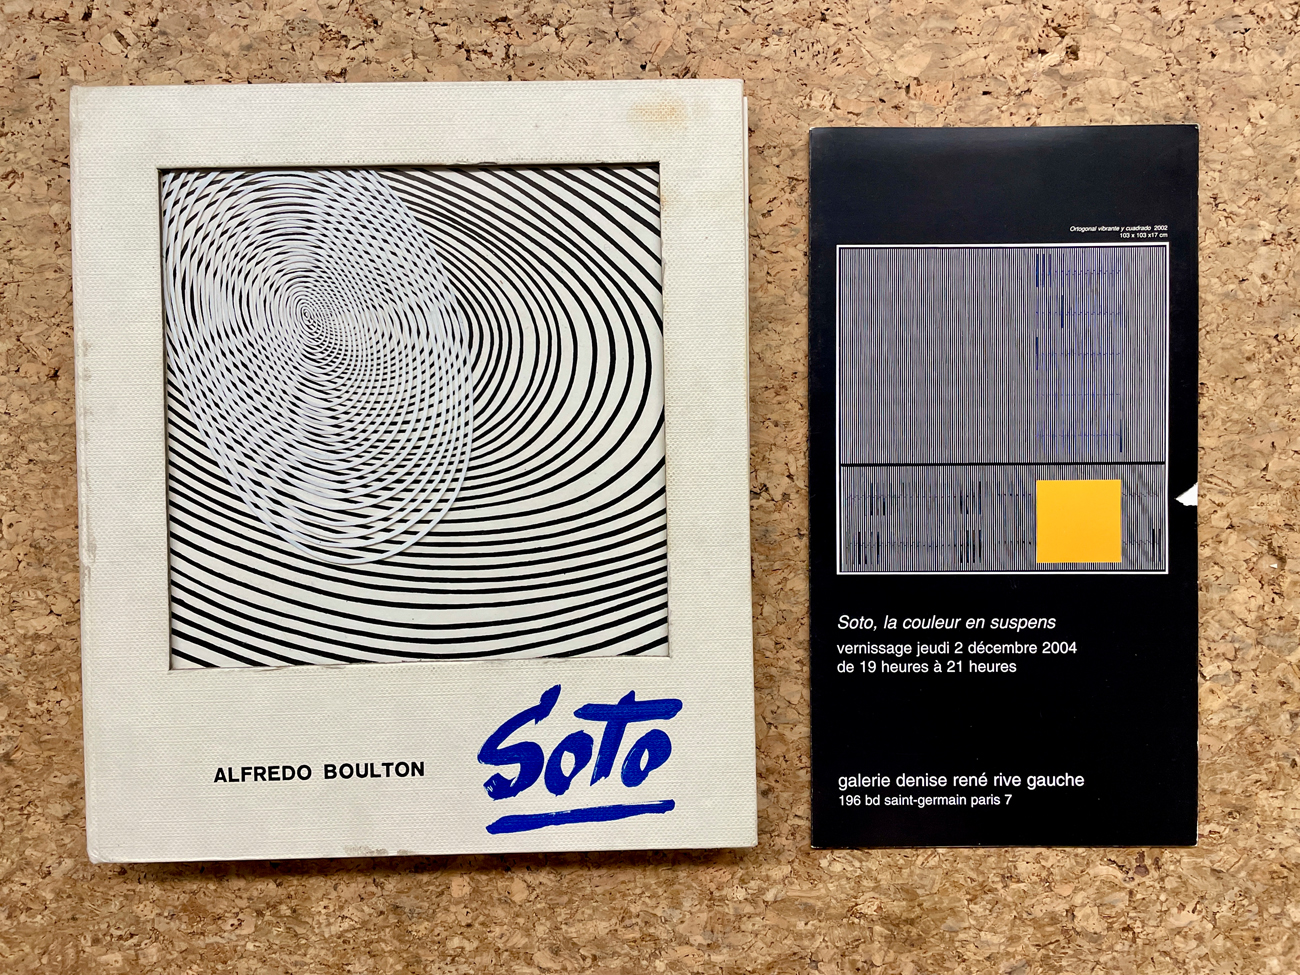 ALFREDO BOULTON
Soto
Ortogonal vibrante y cuadrado 2002
103 x 103 x17 cm
Soto, la couleur en suspens
vernissage jeudi 2 décembre 2004
de 19 heures à 21 heures
galerie denise rené rive gauche
196 bd saint-germain paris 7